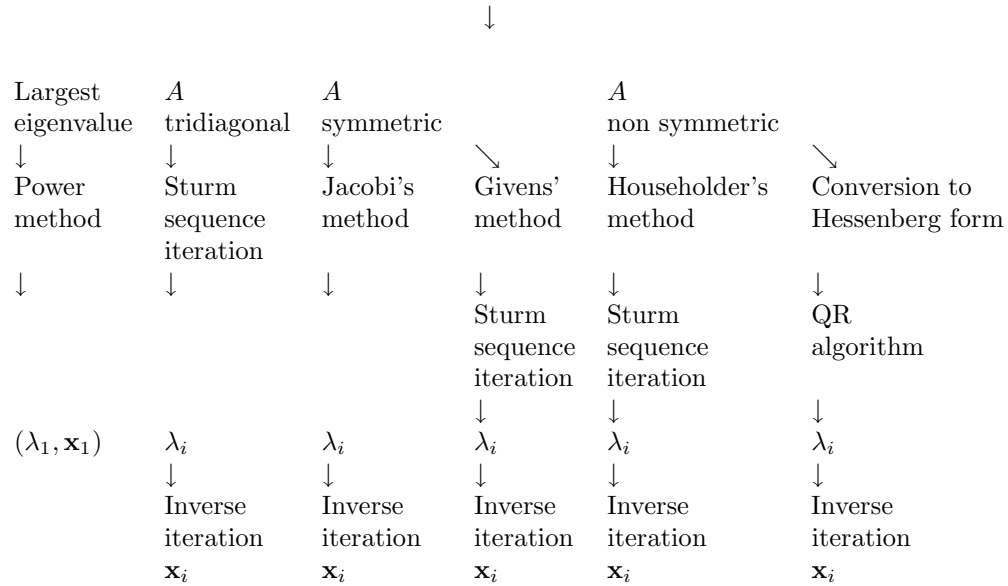 ↓
Largest A A A
eigenvalue tridiagonal symmetric non symmetric
↓ ↓ ↓ ↘ ↓ ↘
Power Sturm Jacobi's Givens' Householder's Conversion to
method sequence method method method Hessenberg form
iteration
↓ ↓ ↓ ↓ ↓ ↓
Sturm Sturm QR
sequence sequence algorithm
iteration iteration
↓ ↓ ↓
(λ₁, x₁) λᵢ λᵢ λᵢ λᵢ λᵢ
↓ ↓ ↓ ↓ ↓
Inverse Inverse Inverse Inverse Inverse
iteration iteration iteration iteration iteration
xᵢ xᵢ xᵢ xᵢ xᵢ